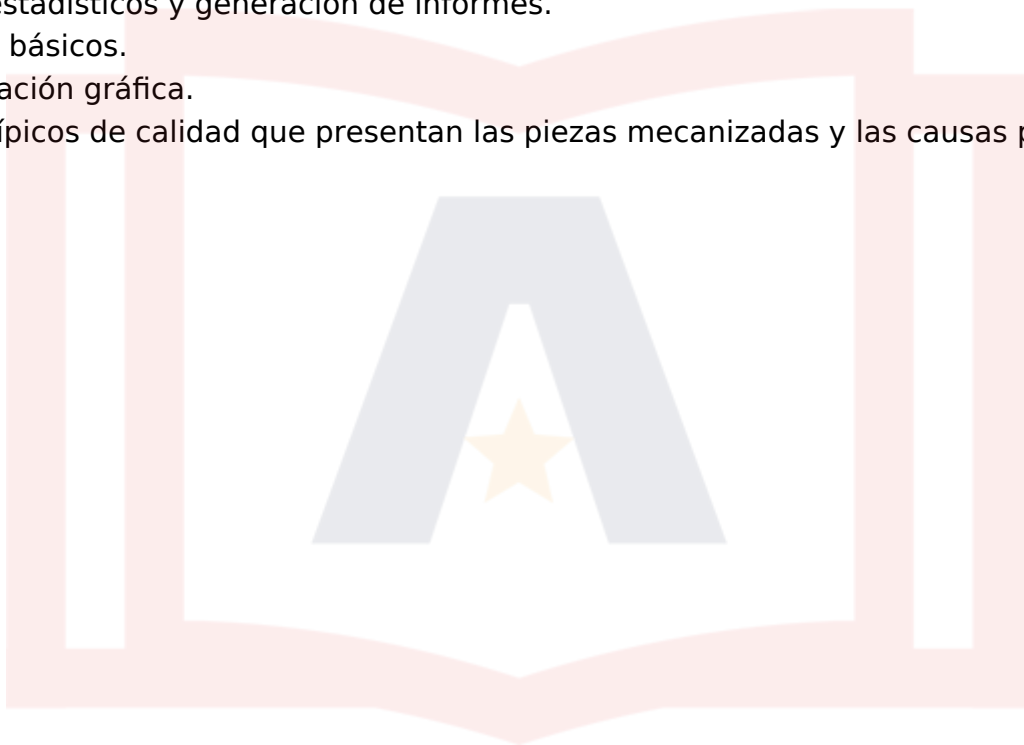 estadísticos y generación de informes.
básicos.
ación gráfica.
ípicos de calidad que presentan las piezas mecanizadas y las causas p